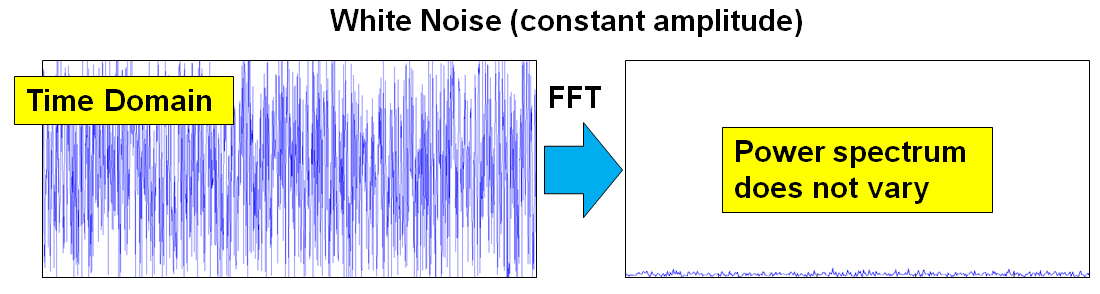 White Noise (constant amplitude)
Time Domain
FFT
Power spectrum
does not vary